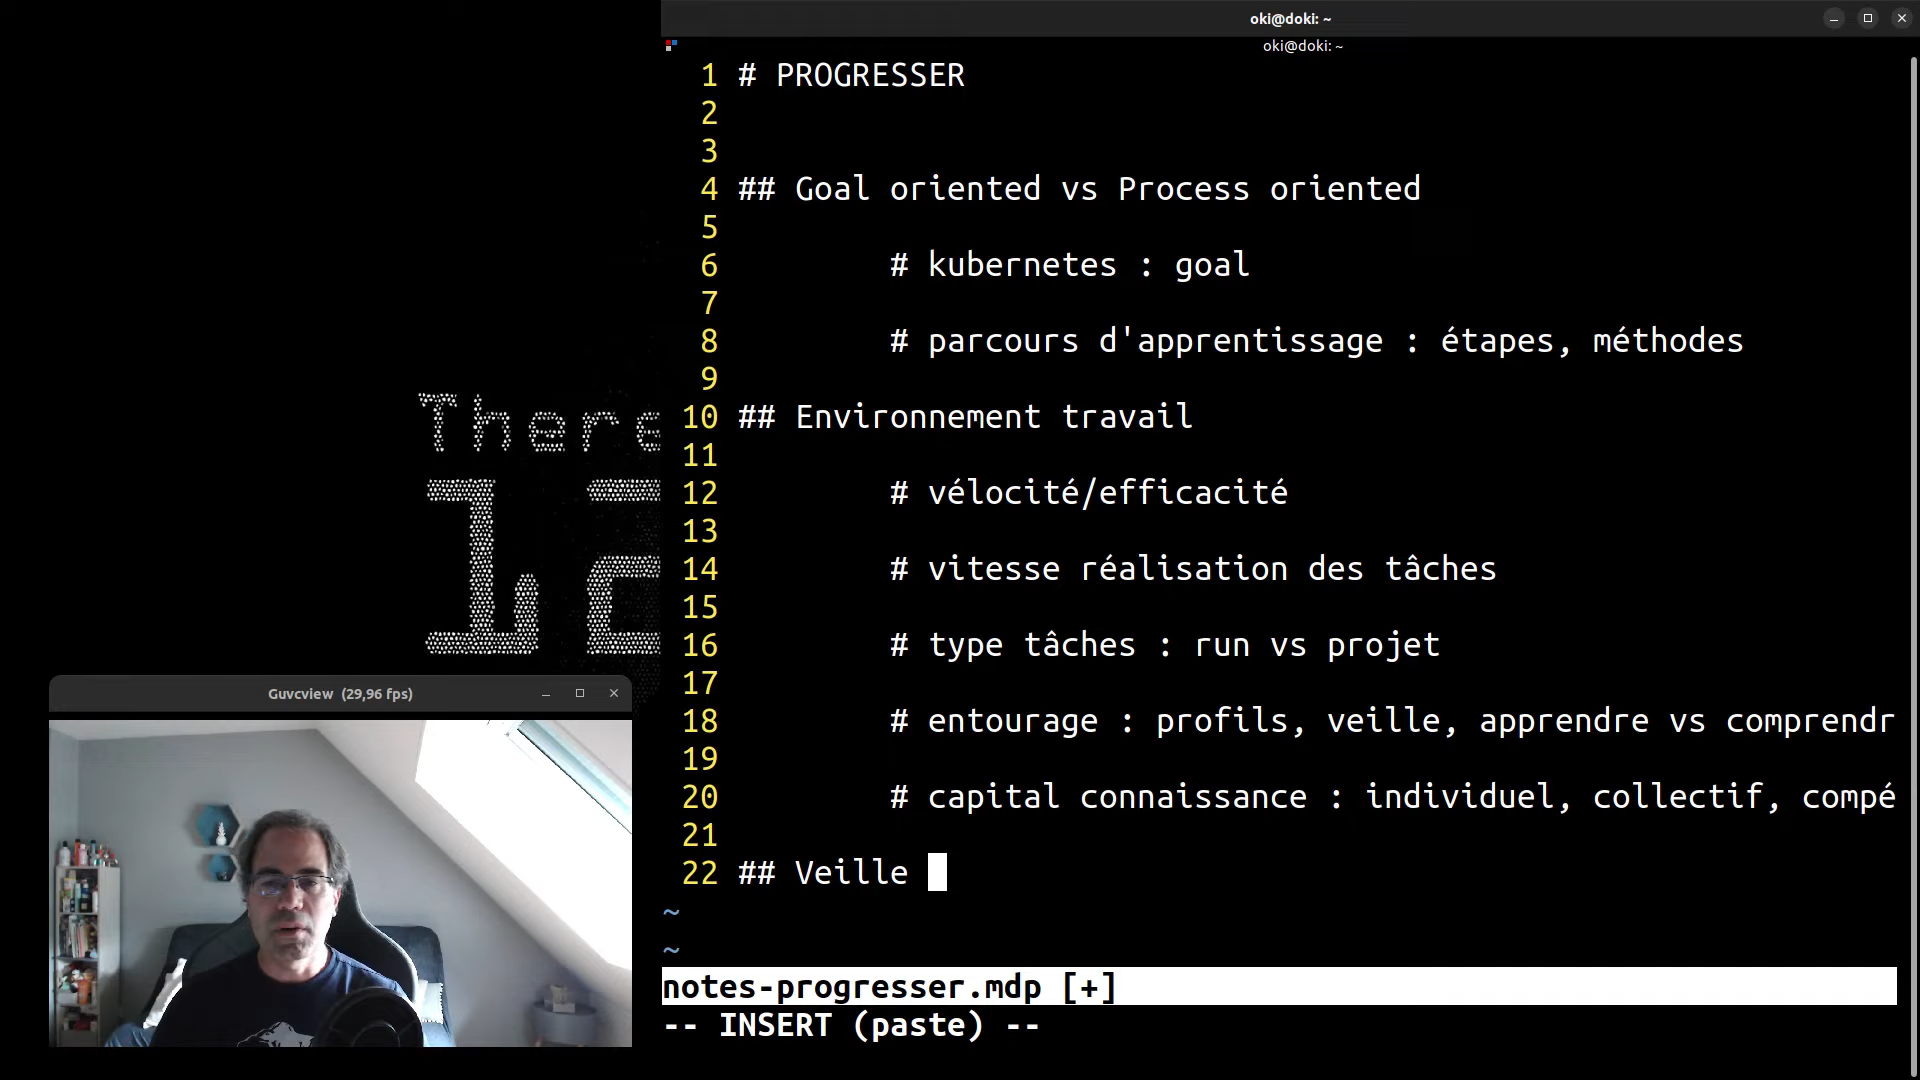 oki@doki: ~
oki@doki: ~
1 # PROGRESSER
2
3
4 ## Goal oriented vs Process oriented
5
6 # kubernetes : goal
7
8 # parcours d'apprentissage : étapes, méthodes
9
10 ## Environnement travail
11
12 # vélocité/efficacité
13
14 # vitesse réalisation des tâches
15
16 # type tâches : run vs projet
17
18 # entourage : profils, veille, apprendre vs comprendr
19
20 # capital connaissance : individuel, collectif, compé
21
22 ## Veille
~
~
notes-progresser.mdp [+]
-- INSERT (paste) --
There
Guvcview (29,96 fps)